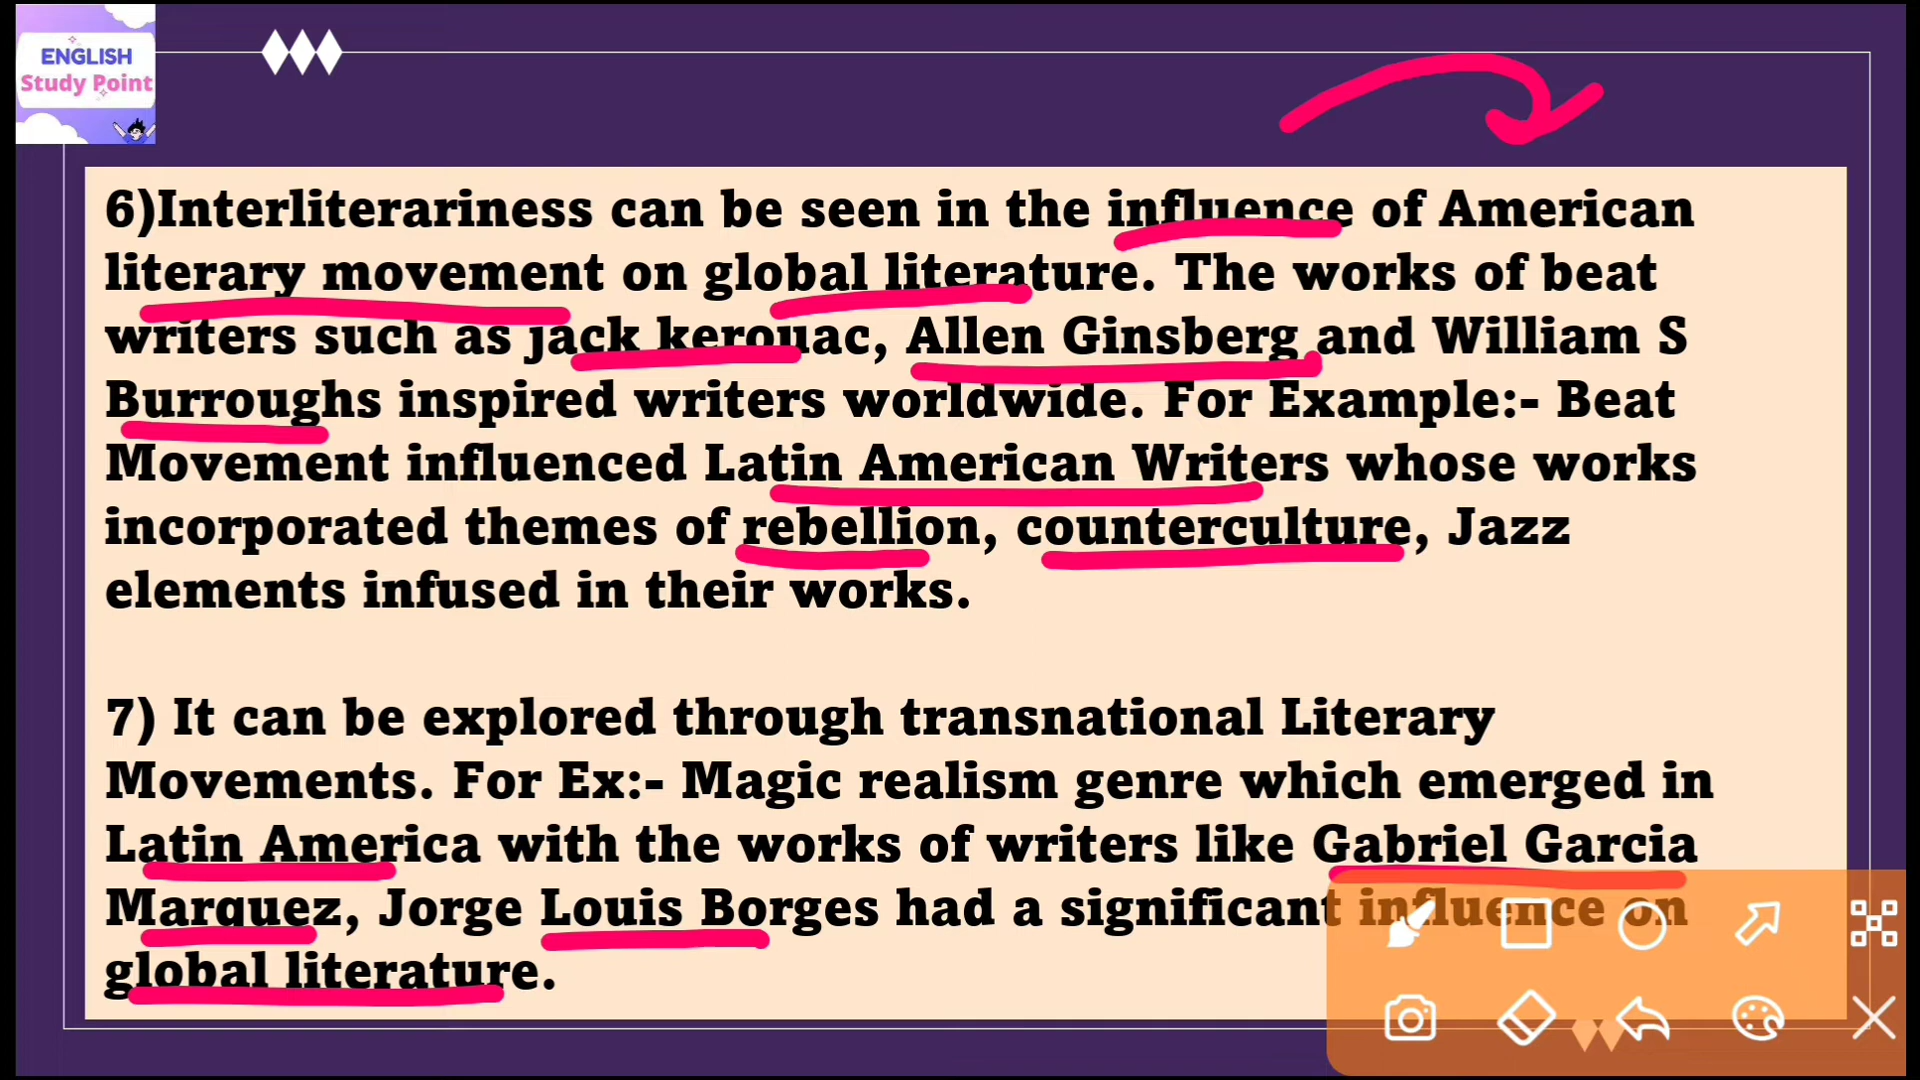 ENGLISH
Study Point
6)Interliterariness can be seen in the influence of American
literary movement on global literature. The works of beat
writers such as jack kerouac, Allen Ginsberg and William S
Burroughs inspired writers worldwide. For Example:- Beat
Movement influenced Latin American Writers whose works
incorporated themes of rebellion, counterculture, Jazz
elements infused in their works.
7) It can be explored through transnational Literary
Movements. For Ex:- Magic realism genre which emerged in
Latin America with the works of writers like Gabriel Garcia
Marquez, Jorge Louis Borges had a significant influence on
global literature.